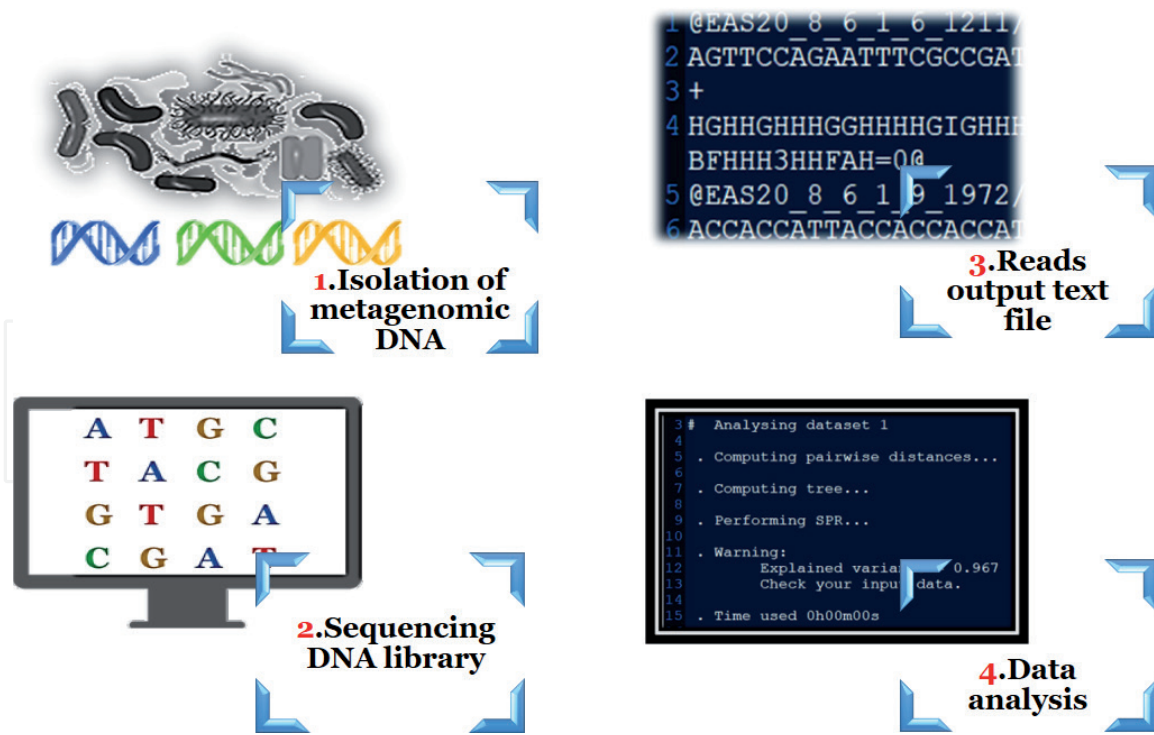 1.Isolation of
metagenomic
DNA
A T G C
T A C G
G T G A
C G A T
2.Sequencing
DNA library
1 @EAS20_8_6_1_6_1211/
2 AGTTCCAGAATTTCGCCGAT
3 +
4 HGHHGHHHGGHHHHGIGHHH
BFHHH3HHFAH=0@
5 @EAS20_8_6_1_9_1972/
6 ACCACCATTACCACCACCAT
3.Reads
output text
file
3 # Analysing dataset 1
4
5 . Computing pairwise distances...
6
7 . Computing tree...
8
9 . Performing SPR...
10
11 . Warning:
12 Explained 0.967
13 Check your input data.
14
15 . Time used 0h00m00s
4.Data
analysis